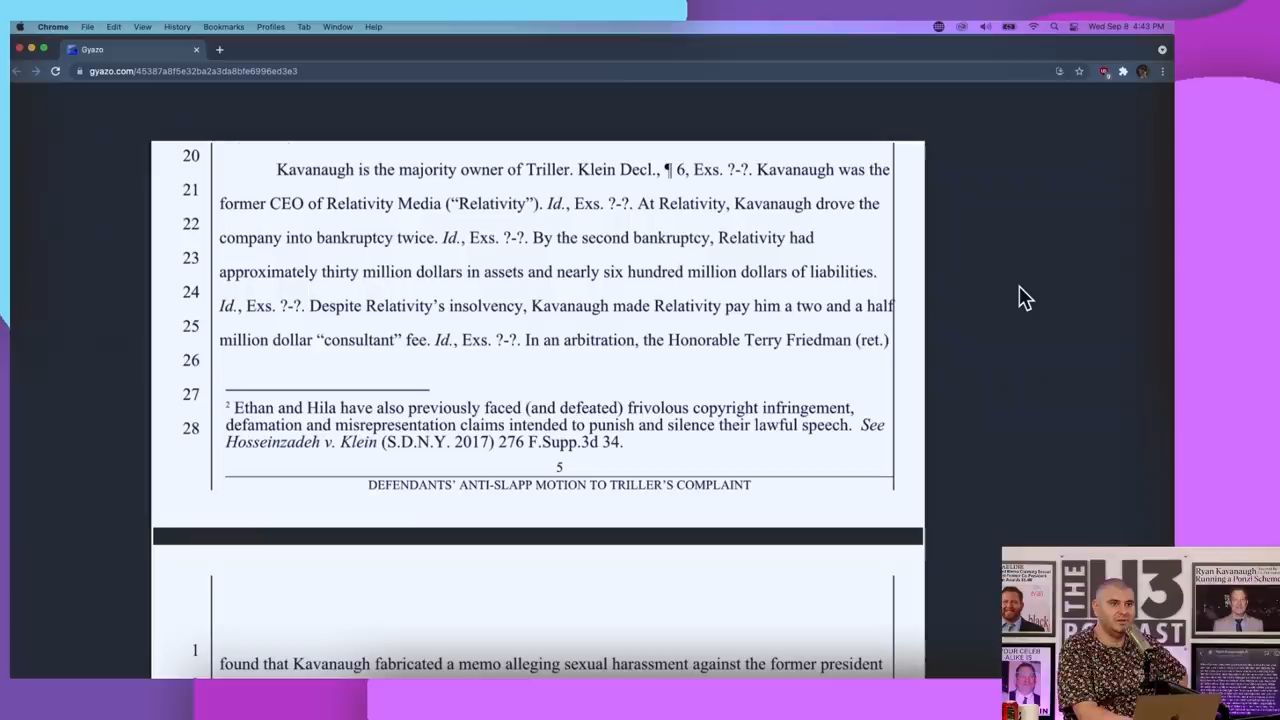 Chrome File Edit View History Bookmarks Profiles Tab Window Help
Wed Sep 8 4:43 PM
Gyazo
gyazo.com/45387a8f5e32ba2a3da8bfe6996ed3e3
20
Kavanaugh is the majority owner of Triller. Klein Decl., ¶ 6, Exs. ?-?. Kavanaugh was the
21
former CEO of Relativity Media (“Relativity”). Id., Exs. ?-?. At Relativity, Kavanaugh drove the
22
company into bankruptcy twice. Id., Exs. ?-?. By the second bankruptcy, Relativity had
23
approximately thirty million dollars in assets and nearly six hundred million dollars of liabilities.
24
Id., Exs. ?-?. Despite Relativity’s insolvency, Kavanaugh made Relativity pay him a two and a half
25
million dollar “consultant” fee. Id., Exs. ?-?. In an arbitration, the Honorable Terry Friedman (ret.)
26
27
2 Ethan and Hila have also previously faced (and defeated) frivolous copyright infringement,
28
defamation and misrepresentation claims intended to punish and silence their lawful speech. See
Hosseinzadeh v. Klein (S.D.N.Y. 2017) 276 F.Supp.3d 34.
5
DEFENDANTS’ ANTI-SLAPP MOTION TO TRILLER’S COMPLAINT
1
found that Kavanaugh fabricated a memo alleging sexual harassment against the former president
THE
H3
PODCAST
black
YOUR CELEB
ALIKE IS
Ryan Kavanaugh
Running a Ponzi Scheme